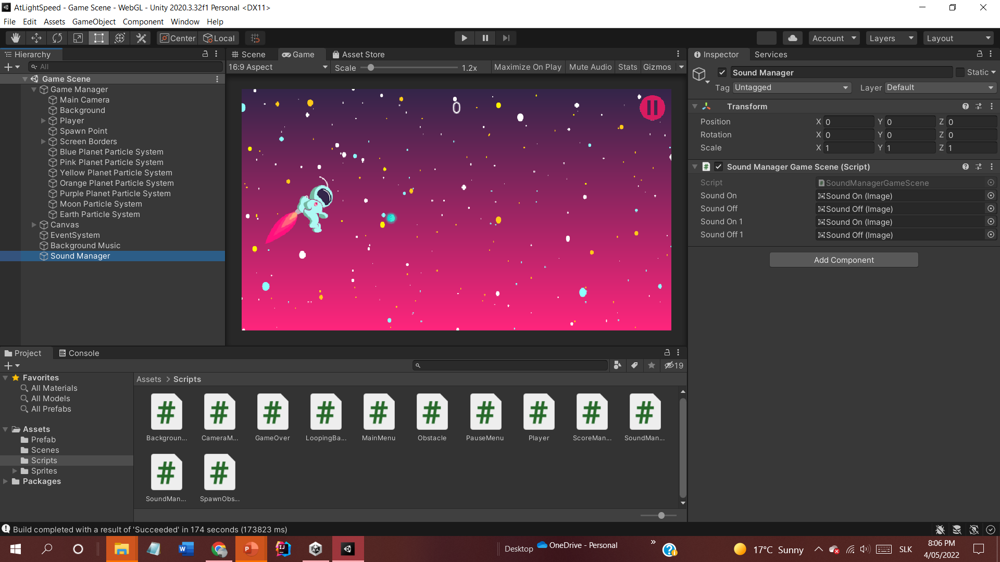 AtLightSpeed - Game Scene - WebGL - Unity 2020.3.32f1 Personal <DX11>
File Edit Assets GameObject Component Window Help
Center Local Account Layers Layout
Hierarchy
All
Game Scene
Game Manager
Main Camera
Background
Player
Spawn Point
Screen Borders
Blue Planet Particle System
Pink Planet Particle System
Yellow Planet Particle System
Orange Planet Particle System
Purple Planet Particle System
Moon Particle System
Earth Particle System
Canvas
EventSystem
Background Music
Sound Manager
Scene Game Asset Store
16:9 Aspect Scale 1.2x Maximize On Play Mute Audio Stats Gizmos
0
Inspector Services
Sound Manager Static
Tag Untagged Layer Default
Transform
Position X 0 Y 0 Z 0
Rotation X 0 Y 0 Z 0
Scale X 1 Y 1 Z 1
# Sound Manager Game Scene (Script)
Script SoundManagerGameScene
Sound On Sound On (Image)
Sound Off Sound Off (Image)
Sound On 1 Sound On (Image)
Sound Off 1 Sound Off (Image)
Add Component
Project Console
19
Favorites
All Materials
All Models
All Prefabs
Assets
Prefab
Scenes
Scripts
Sprites
Packages
Assets > Scripts
# # # # # # # # # #
Backgroun... CameraM... GameOver LoopingBa... MainMenu Obstacle PauseMenu Player ScoreMan... SoundMan...
# #
SoundMan... SpawnObs...
Build completed with a result of 'Succeeded' in 174 seconds (173823 ms)
Desktop OneDrive - Personal » 17°C Sunny SLK
8:06 PM
4/05/2022